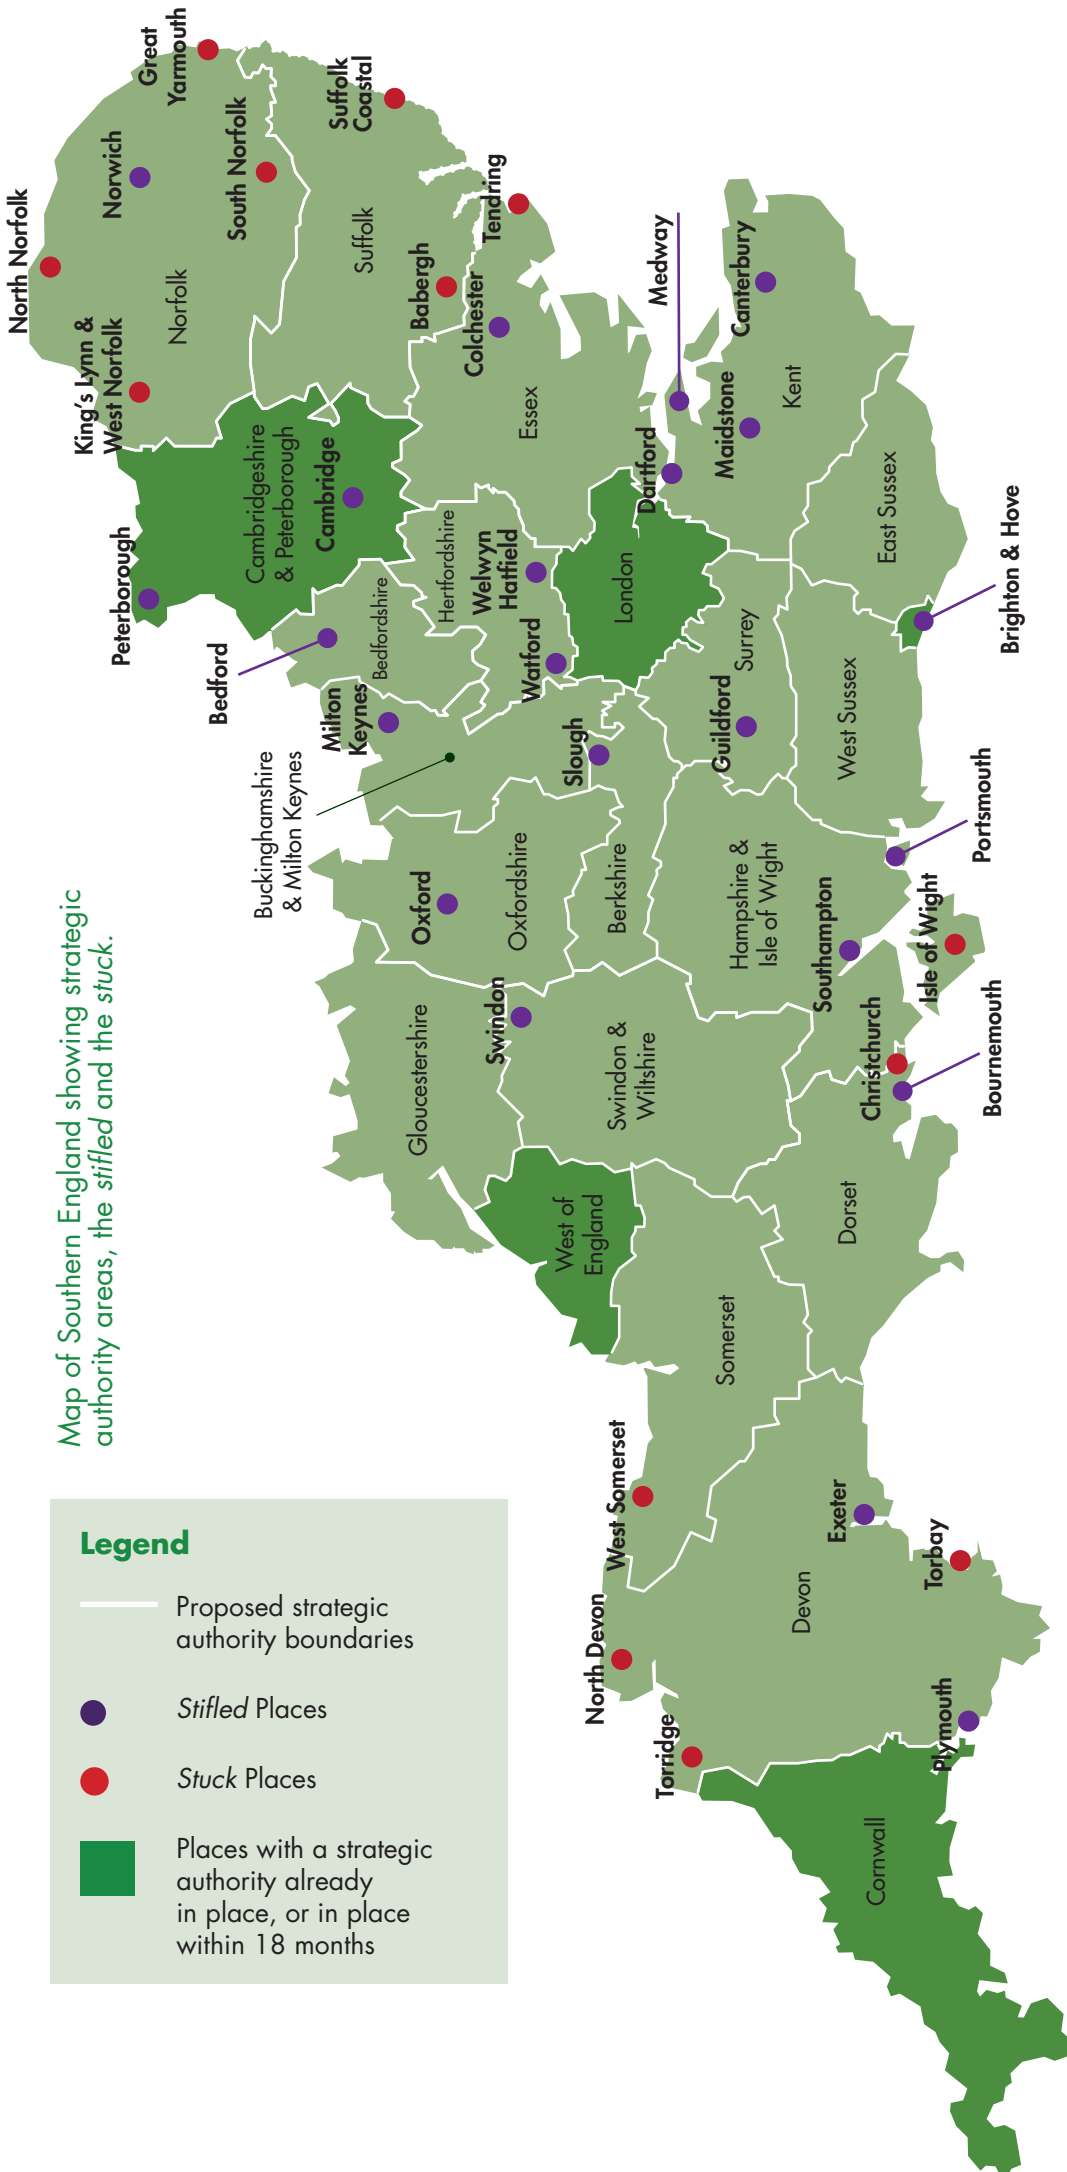 Map of Southern England showing strategic
authority areas, the stifled and the stuck.
Legend
Proposed strategic
authority boundaries
Stifled Places
Stuck Places
Places with a strategic
authority already
in place, or in place
within 18 months
North Norfolk
Great
Yarmouth
Norwich
King's Lynn &
West Norfolk
Norfolk
South Norfolk
Suffolk
Coastal
Suffolk
Babergh
Tendring
Colchester
Essex
Peterborough
Cambridgeshire
& Peterborough
Cambridge
Bedford
Bedfordshire
Hertfordshire
Welwyn
Hatfield
Watford
London
Milton
Keynes
Buckinghamshire
& Milton Keynes
Slough
Oxford
Oxfordshire
Berkshire
Medway
Dartford
Maidstone
Canterbury
Kent
East Sussex
Brighton & Hove
Surrey
Guildford
West Sussex
Portsmouth
Hampshire &
Isle of Wight
Southampton
Isle of Wight
Christchurch
Bournemouth
Gloucestershire
Swindon
Swindon &
Wiltshire
West of
England
Dorset
Somerset
West Somerset
North Devon
Torridge
Devon
Exeter
Torbay
Plymouth
Cornwall